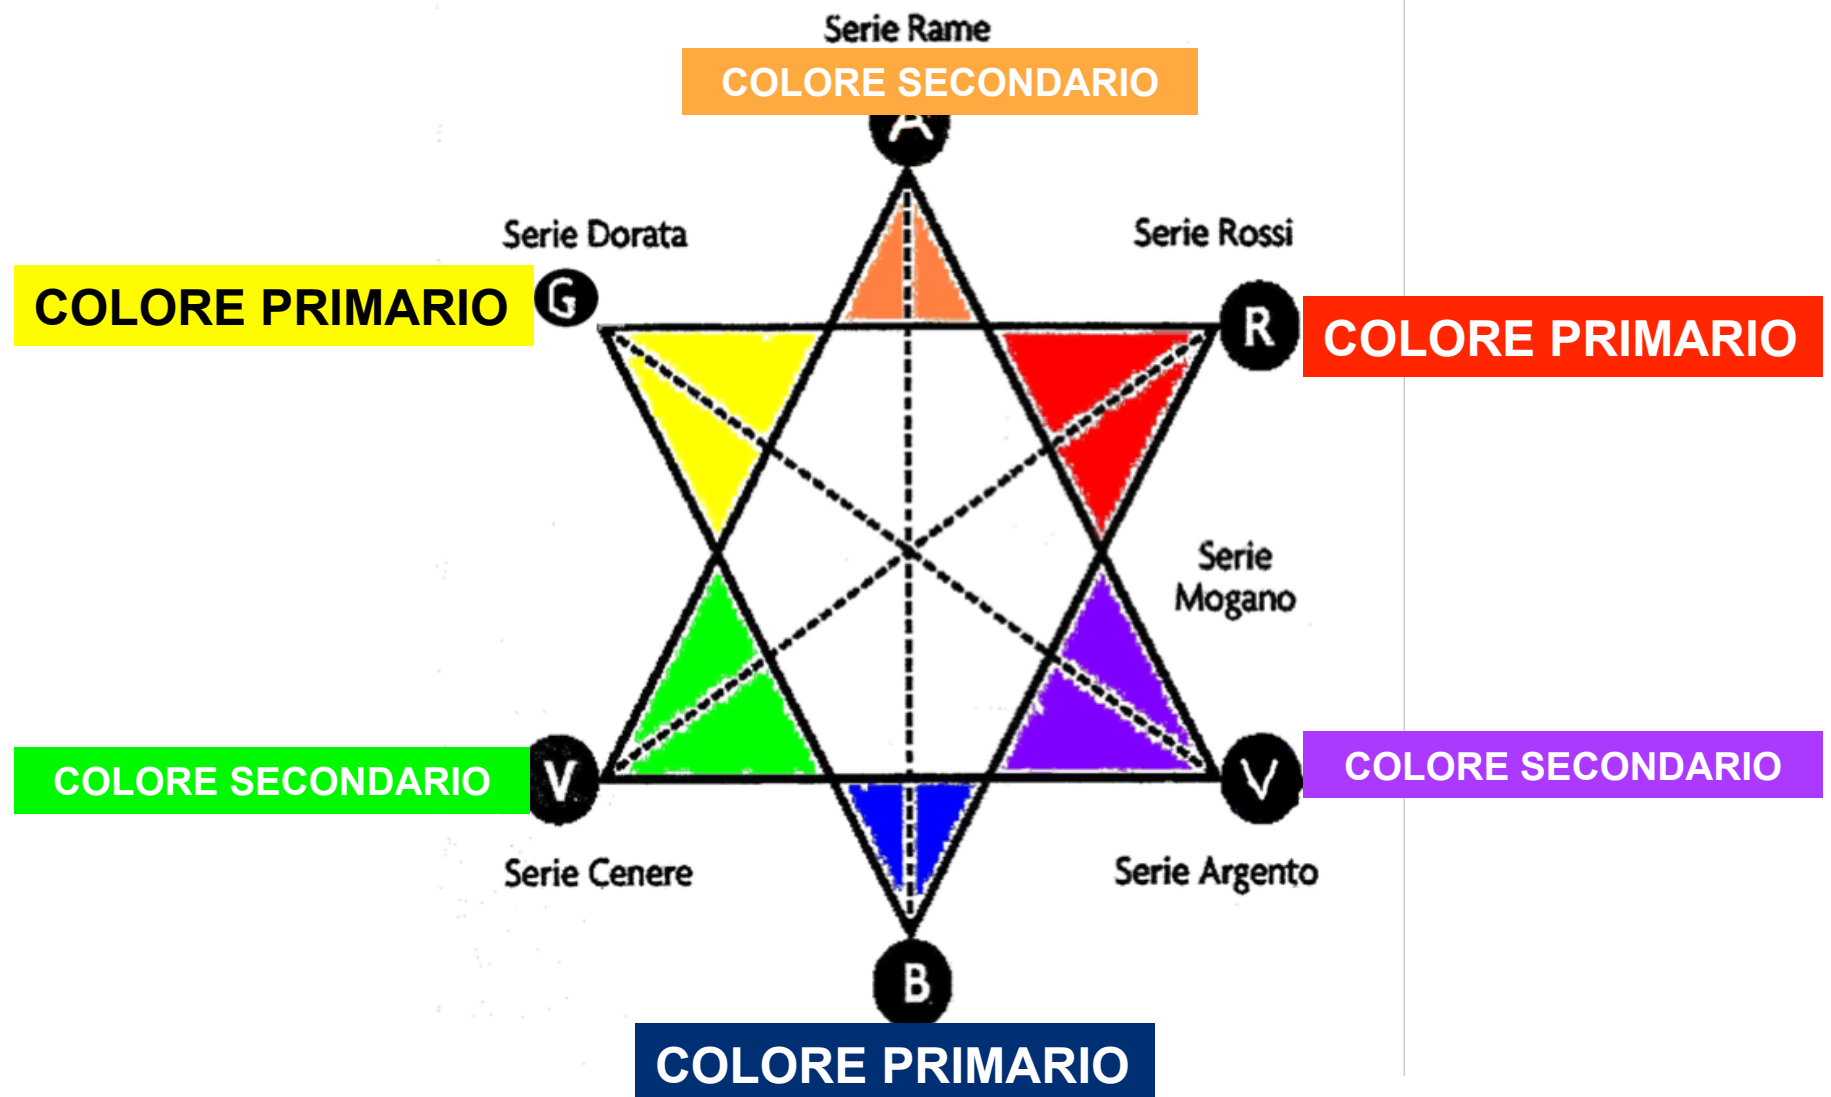 Serie Rame
COLORE SECONDARIO
A
Serie Dorata
Serie Rossi
COLORE PRIMARIO
G
R
COLORE PRIMARIO
Serie
Mogano
COLORE SECONDARIO
V
V
COLORE SECONDARIO
Serie Cenere
Serie Argento
B
COLORE PRIMARIO